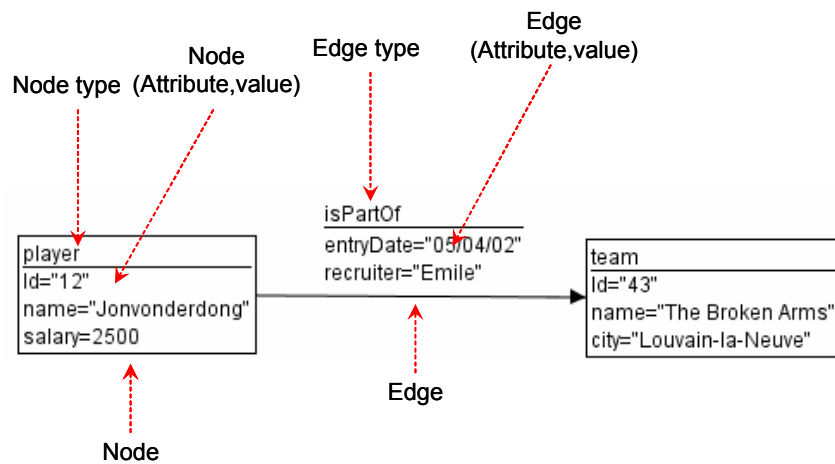 Node type
Node
(Attribute,value)
Edge type
Edge
(Attribute,value)
player
Id="12"
name="Jonvonderdong"
salary=2500
isPartOf
entryDate="05/04/02"
recruiter="Emile"
team
Id="43"
name="The Broken Arms"
city="Louvain-la-Neuve"
Node
Edge